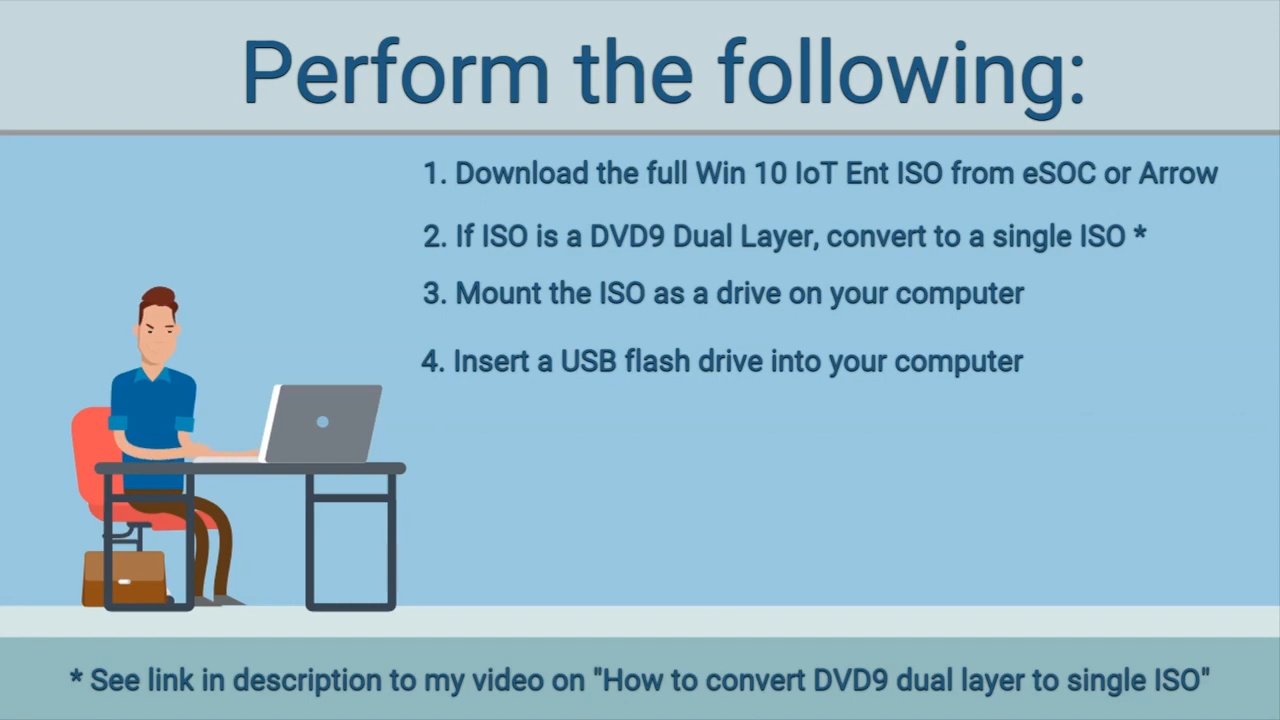 Perform the following:
1. Download the full Win 10 IoT Ent ISO from eSOC or Arrow
2. If ISO is a DVD9 Dual Layer, convert to a single ISO *
3. Mount the ISO as a drive on your computer
4. Insert a USB flash drive into your computer
* See link in description to my video on "How to convert DVD9 dual layer to single ISO"